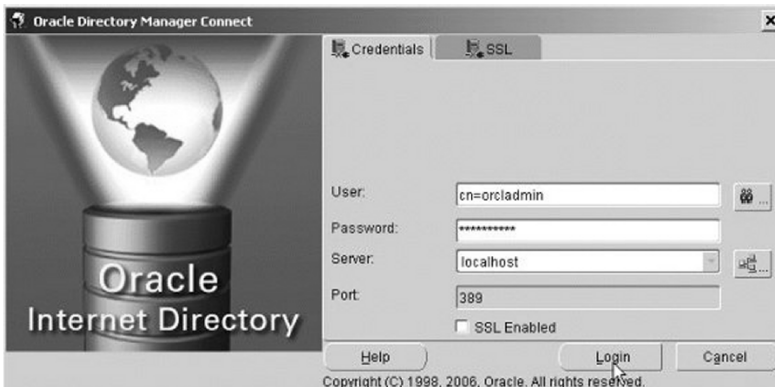 Oracle Directory Manager Connect
Credentials
SSL
User:
cn=orcladmin
Password:
**********
Server:
localhost
Port:
389
SSL Enabled
Oracle
Internet Directory
Help
Login
Cancel
Copyright (C) 1998, 2006, Oracle. All rights reserved.